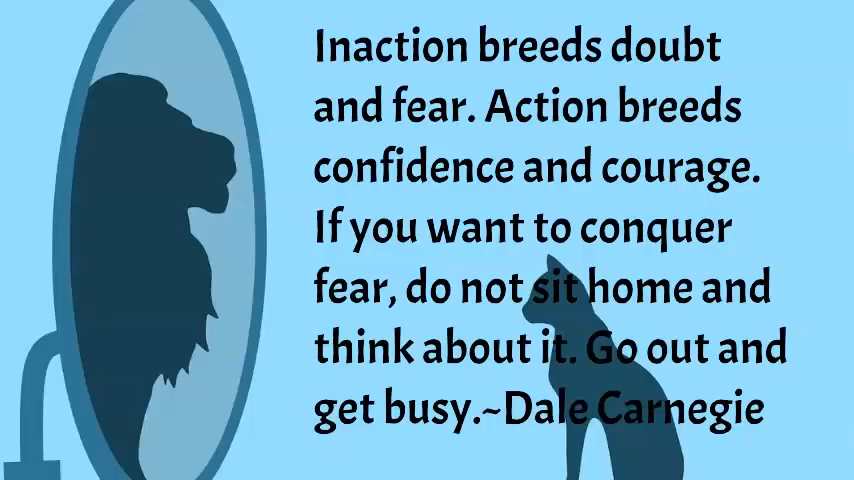 Inaction breeds doubt
and fear. Action breeds
confidence and courage.
If you want to conquer
fear, do not sit home and
think about it. Go out and
get busy.~Dale Carnegie